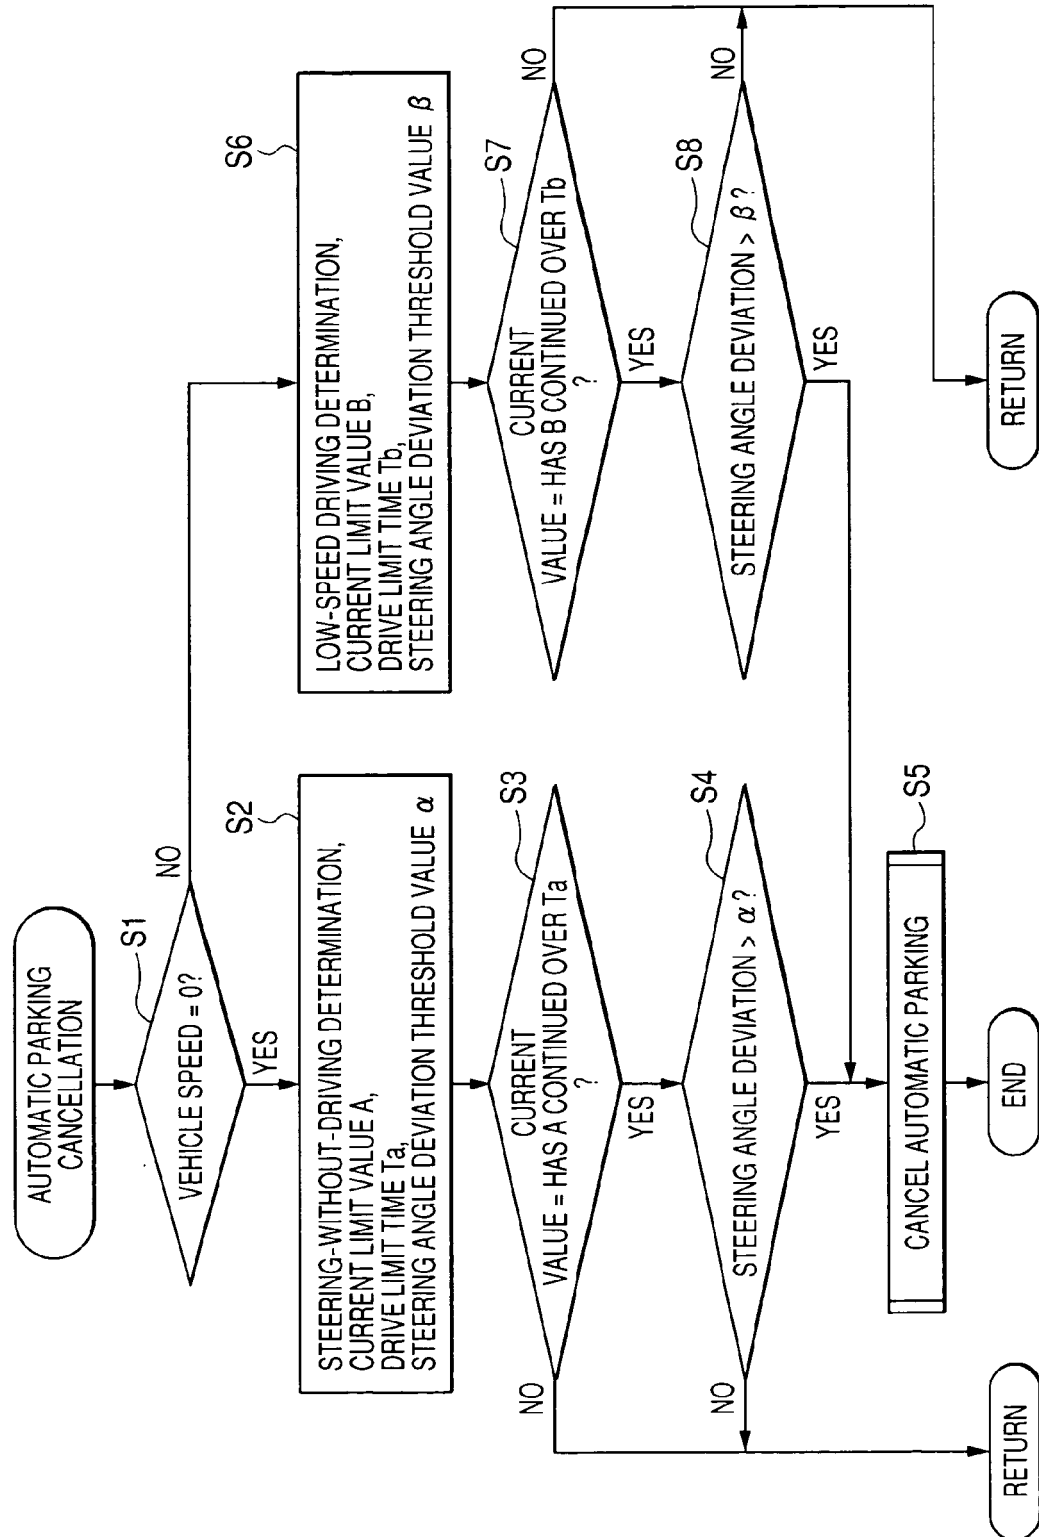 AUTOMATIC PARKING
CANCELLATION
S1
VEHICLE SPEED = 0?
NO
YES
S2
STEERING-WITHOUT-DRIVING DETERMINATION,
CURRENT LIMIT VALUE A,
DRIVE LIMIT TIME Ta,
STEERING ANGLE DEVIATION THRESHOLD VALUE α
S3
CURRENT
VALUE = HAS A CONTINUED OVER Ta
?
NO
YES
S4
STEERING ANGLE DEVIATION > α?
NO
YES
S5
CANCEL AUTOMATIC PARKING
RETURN
END
S6
LOW-SPEED DRIVING DETERMINATION,
CURRENT LIMIT VALUE B,
DRIVE LIMIT TIME Tb,
STEERING ANGLE DEVIATION THRESHOLD VALUE β
S7
CURRENT
VALUE = HAS B CONTINUED OVER Tb
?
NO
YES
S8
STEERING ANGLE DEVIATION > β?
NO
YES
RETURN